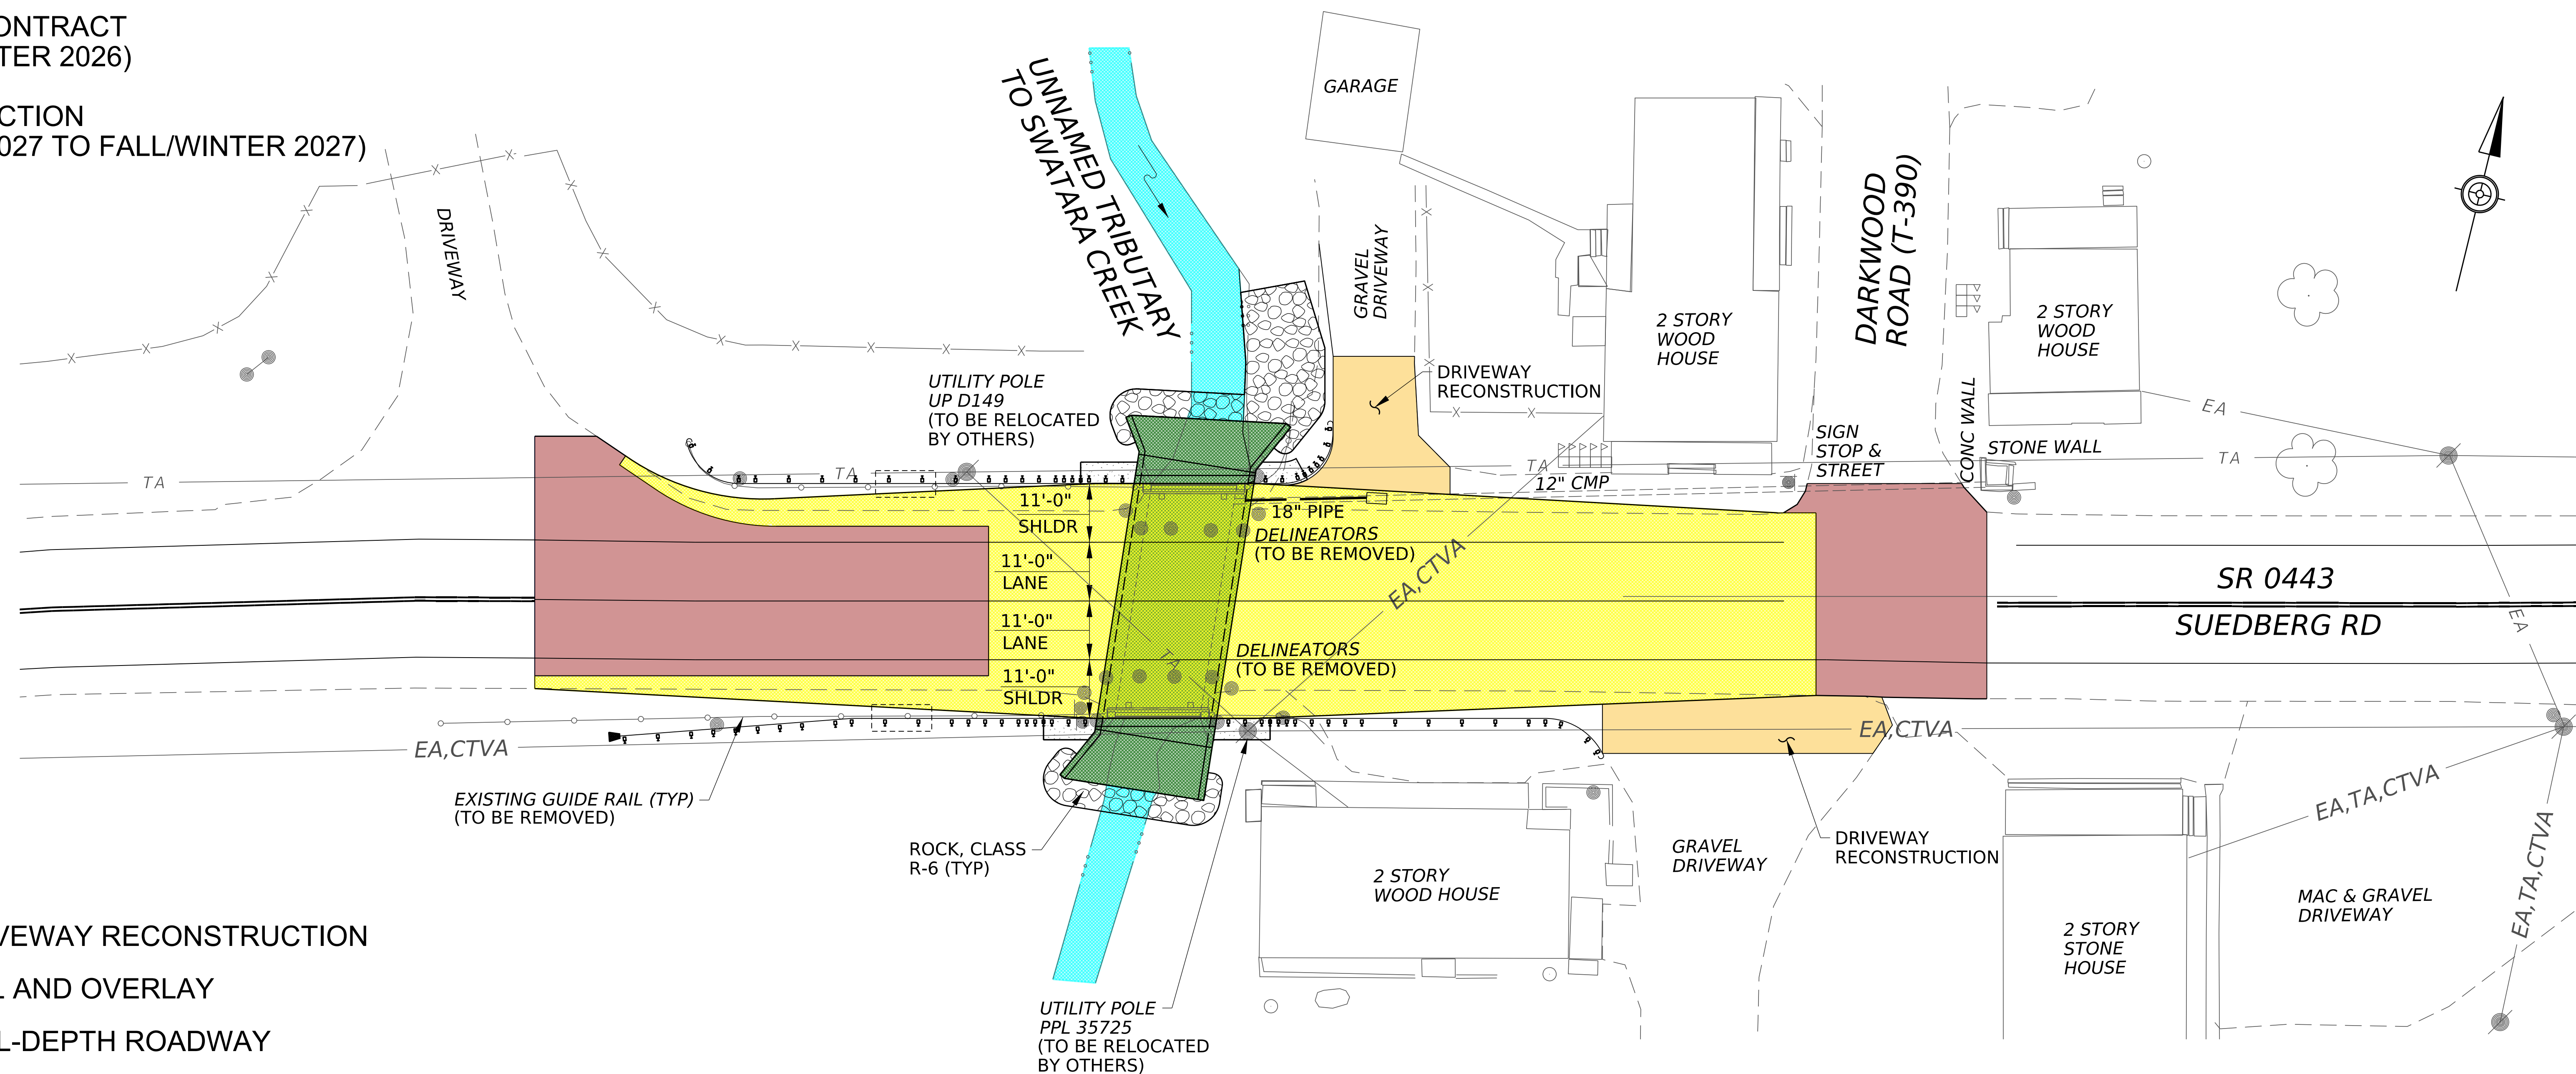 ONTRACT
TER 2026)
CTION
027 TO FALL/WINTER 2027)
UNNAMED TRIBUTARY
TO SWATARA CREEK
GARAGE
DRIVEWAY
GRAVEL
DRIVEWAY
DARKWOOD
ROAD (T-390)
2 STORY
WOOD
HOUSE
2 STORY
WOOD
HOUSE
UTILITY POLE
UP D149
(TO BE RELOCATED
BY OTHERS)
DRIVEWAY
RECONSTRUCTION
EA
SIGN
STOP &
STREET
CONC WALL
STONE WALL
TA
TA
TA
TA
12" CMP
18" PIPE
11'-0"
SHLDR
DELINEATORS
(TO BE REMOVED)
11'-0"
LANE
EA,CTVA
SR 0443
SUEDBERG RD
EA
11'-0"
LANE
DELINEATORS
(TO BE REMOVED)
TA
11'-0"
SHLDR
EA,CTVA
EA,CTVA
EXISTING GUIDE RAIL (TYP)
(TO BE REMOVED)
ROCK, CLASS
R-6 (TYP)
2 STORY
WOOD HOUSE
GRAVEL
DRIVEWAY
DRIVEWAY
RECONSTRUCTION
EA,TA,CTVA
EA,TA,CTVA
MAC & GRAVEL
DRIVEWAY
2 STORY
STONE
HOUSE
VEWAY RECONSTRUCTION
L AND OVERLAY
L-DEPTH ROADWAY
UTILITY POLE
PPL 35725
(TO BE RELOCATED
BY OTHERS)